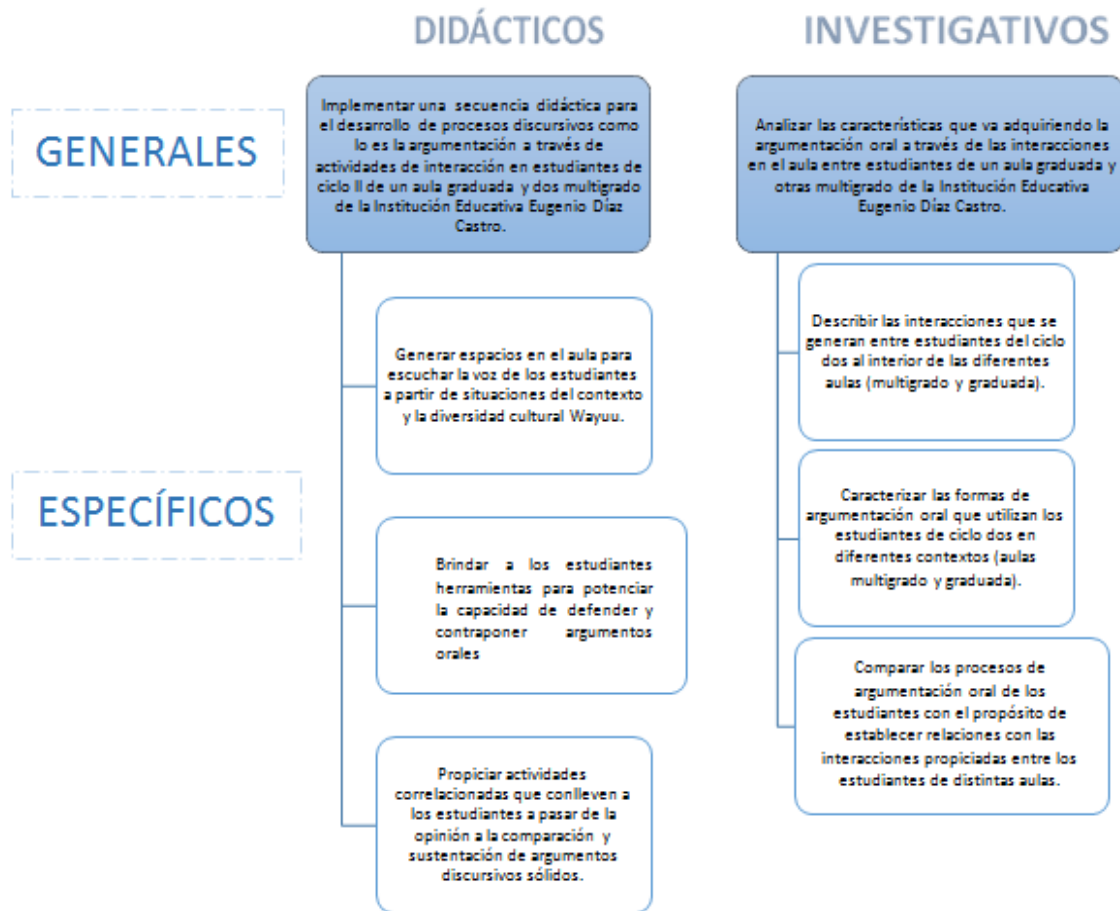 DIDÁCTICOS
INVESTIGATIVOS
GENERALES
Implementar una secuencia didáctica para
el desarrollo de procesos discursivos como
lo es la argumentación a través de
actividades de interacción en estudiantes de
ciclo II de un aula graduada y dos multigrado
de la Institución Educativa Eugenio Díaz
Castro.
Analizar las características que va adquiriendo la
argumentación oral a través de las interacciones
en el aula entre estudiantes de un aula graduada y
otras multigrado de la Institución Educativa
Eugenio Díaz Castro.
ESPECÍFICOS
Generar espacios en el aula para
escuchar la voz de los estudiantes
a partir de situaciones del contexto
y la diversidad cultural Wayuu.
Brindar a los estudiantes
herramientas para potenciar
la capacidad de defender y
contraponer argumentos
orales
Propiciar actividades
correlacionadas que conlleven a
los estudiantes a pasar de la
opinión a la comparación y
sustentación de argumentos
discursivos sólidos.
Describir las interacciones que se
generan entre estudiantes del ciclo
dos al interior de las diferentes
aulas (multigrado y graduada).
Caracterizar las formas de
argumentación oral que utilizan los
estudiantes de ciclo dos en
diferentes contextos (aulas
multigrado y graduada).
Comparar los procesos de
argumentación oral de los
estudiantes con el propósito de
establecer relaciones con las
interacciones propiciadas entre los
estudiantes de distintas aulas.